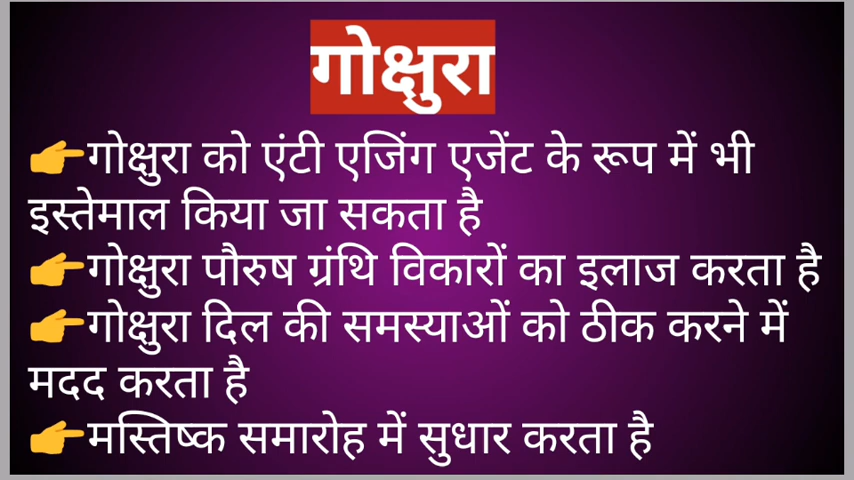 गोक्षुरा
👉गोक्षुरा को एंटी एजिंग एजेंट के रूप में भी
इस्तेमाल किया जा सकता है
👉गोक्षुरा पौरुष ग्रंथि विकारों का इलाज करता है
👉गोक्षुरा दिल की समस्याओं को ठीक करने में
मदद करता है
👉मस्तिष्क समारोह में सुधार करता है